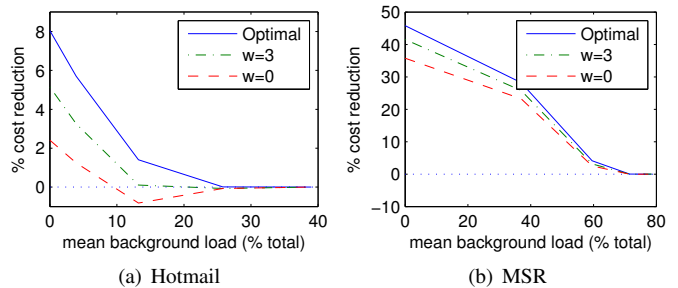 8
6
4
2
0
% cost reduction
Optimal
w=3
w=0
0 10 20 30 40
mean background load (% total)
(a) Hotmail
50
40
30
20
10
0
−10
% cost reduction
Optimal
w=3
w=0
0 20 40 60 80
mean background load (% total)
(b) MSR